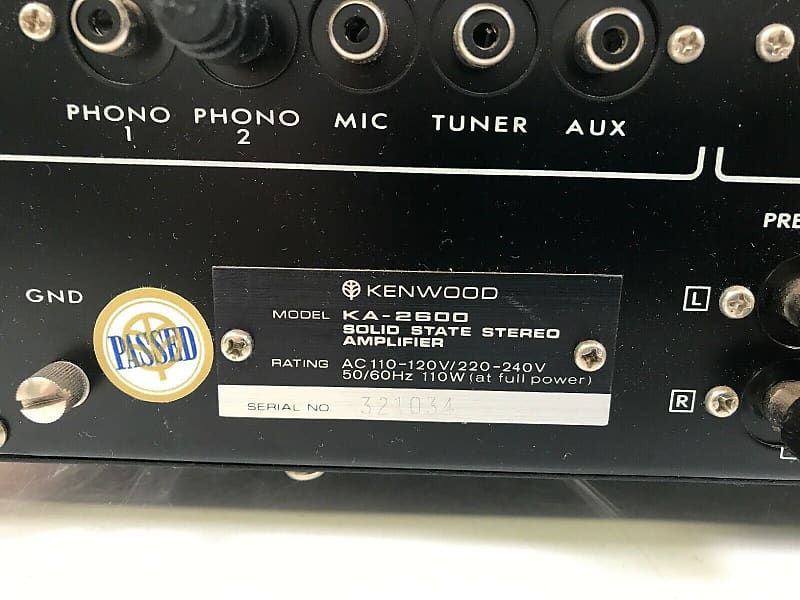 PHONO 1
PHONO 2
MIC
TUNER
AUX
PRE
GND
PASSED
KENWOOD
MODEL KA-2600
SOLID STATE STEREO
AMPLIFIER
RATING AC110-120V/220-240V
50/60Hz 110W (at full power)
SERIAL NO. 321034
L
R